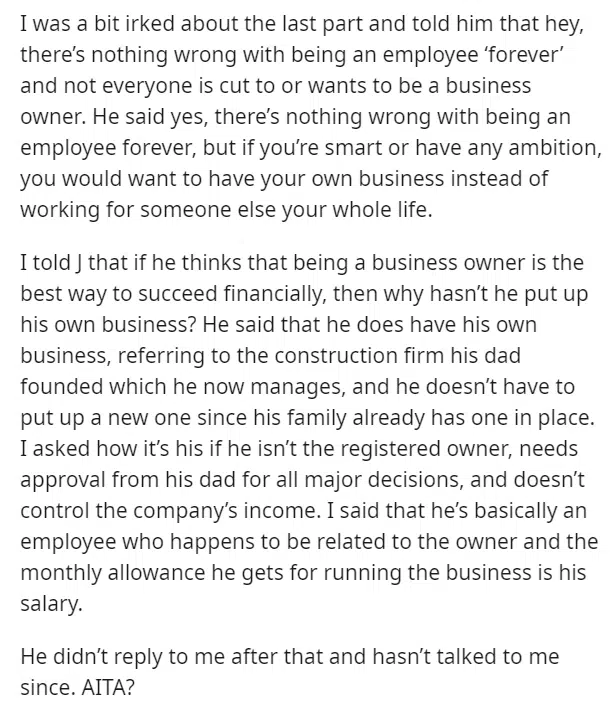 I was a bit irked about the last part and told him that hey,
there’s nothing wrong with being an employee ‘forever’
and not everyone is cut to or wants to be a business
owner. He said yes, there’s nothing wrong with being an
employee forever, but if you’re smart or have any ambition,
you would want to have your own business instead of
working for someone else your whole life.
I told J that if he thinks that being a business owner is the
best way to succeed financially, then why hasn’t he put up
his own business? He said that he does have his own
business, referring to the construction firm his dad
founded which he now manages, and he doesn’t have to
put up a new one since his family already has one in place.
I asked how it’s his if he isn’t the registered owner, needs
approval from his dad for all major decisions, and doesn’t
control the company’s income. I said that he’s basically an
employee who happens to be related to the owner and the
monthly allowance he gets for running the business is his
salary.
He didn’t reply to me after that and hasn’t talked to me
since. AITA?